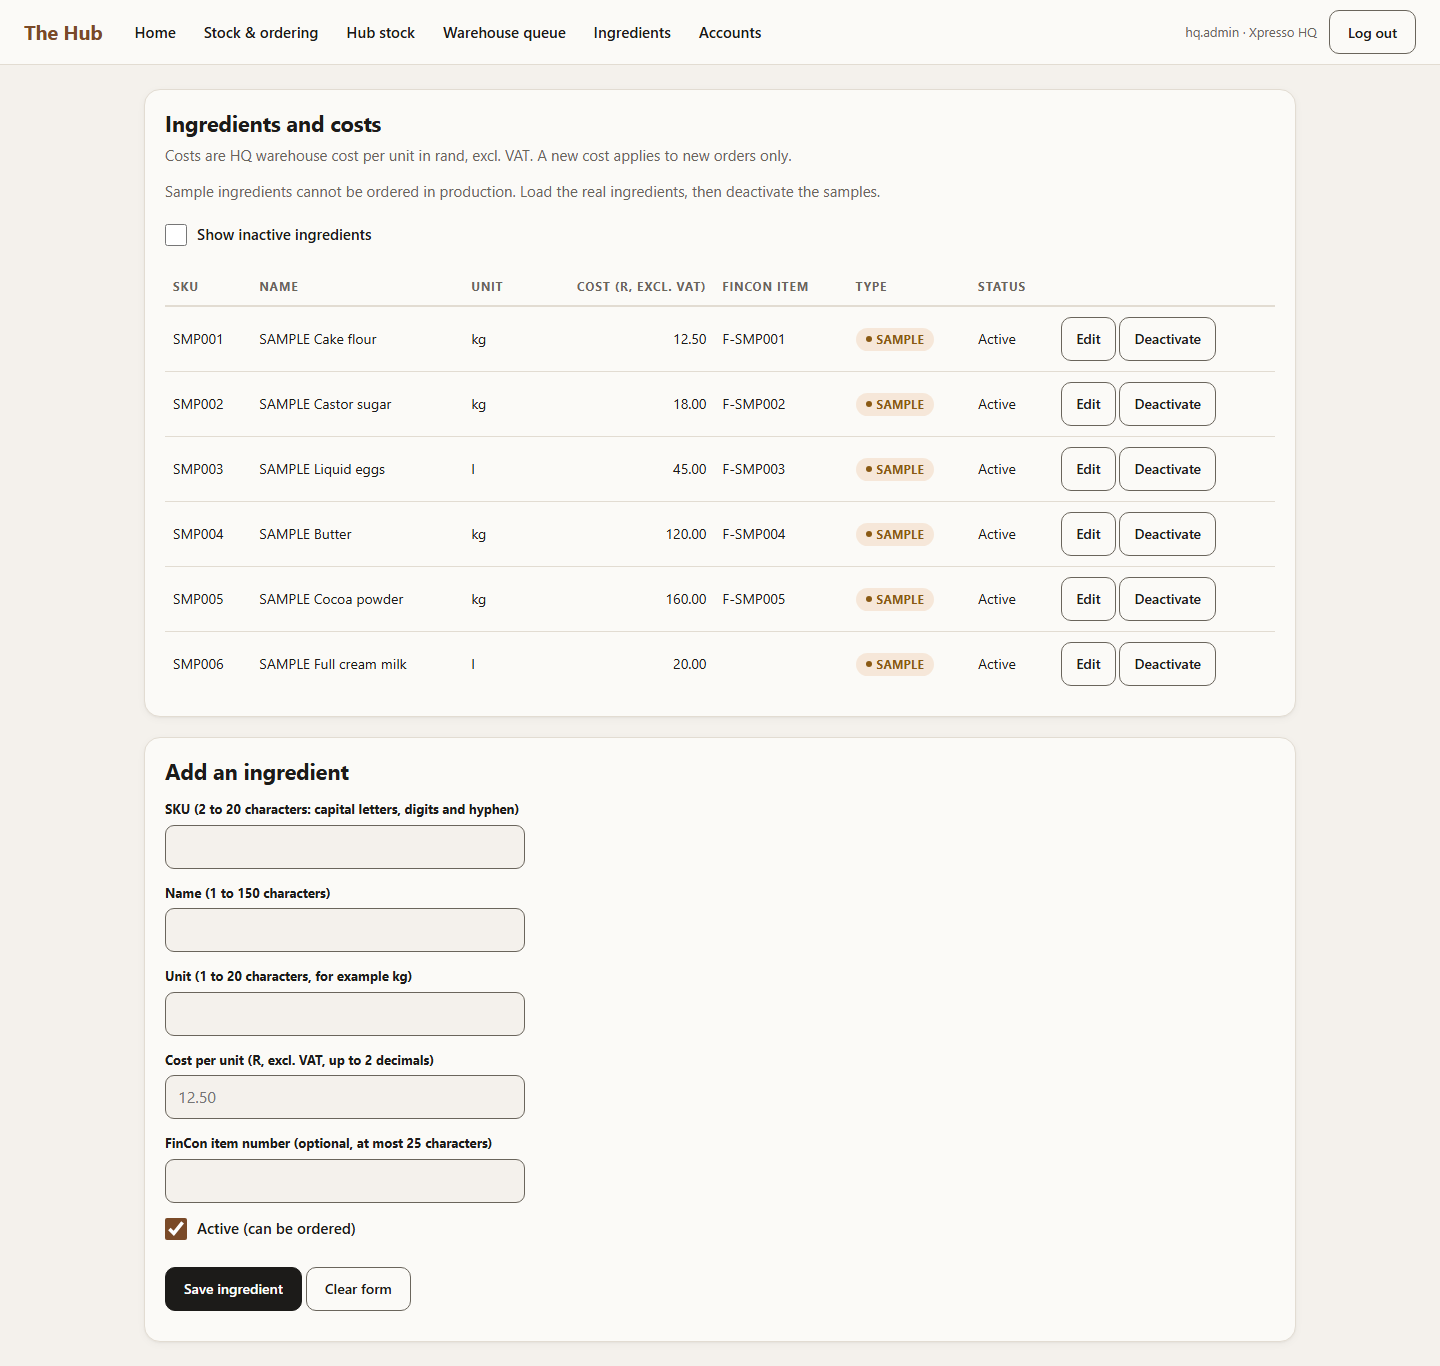 The Hub Home Stock & ordering Hub stock Warehouse queue Ingredients Accounts hq.admin · Xpresso HQ Log out
Ingredients and costs
Costs are HQ warehouse cost per unit in rand, excl. VAT. A new cost applies to new orders only.
Sample ingredients cannot be ordered in production. Load the real ingredients, then deactivate the samples.
Show inactive ingredients
SKU NAME UNIT COST (R, EXCL. VAT) FINCON ITEM TYPE STATUS
SMP001 SAMPLE Cake flour kg 12.50 F-SMP001 SAMPLE Active Edit Deactivate
SMP002 SAMPLE Castor sugar kg 18.00 F-SMP002 SAMPLE Active Edit Deactivate
SMP003 SAMPLE Liquid eggs l 45.00 F-SMP003 SAMPLE Active Edit Deactivate
SMP004 SAMPLE Butter kg 120.00 F-SMP004 SAMPLE Active Edit Deactivate
SMP005 SAMPLE Cocoa powder kg 160.00 F-SMP005 SAMPLE Active Edit Deactivate
SMP006 SAMPLE Full cream milk l 20.00 SAMPLE Active Edit Deactivate
Add an ingredient
SKU (2 to 20 characters: capital letters, digits and hyphen)
Name (1 to 150 characters)
Unit (1 to 20 characters, for example kg)
Cost per unit (R, excl. VAT, up to 2 decimals)
12.50
FinCon item number (optional, at most 25 characters)
Active (can be ordered)
Save ingredient Clear form